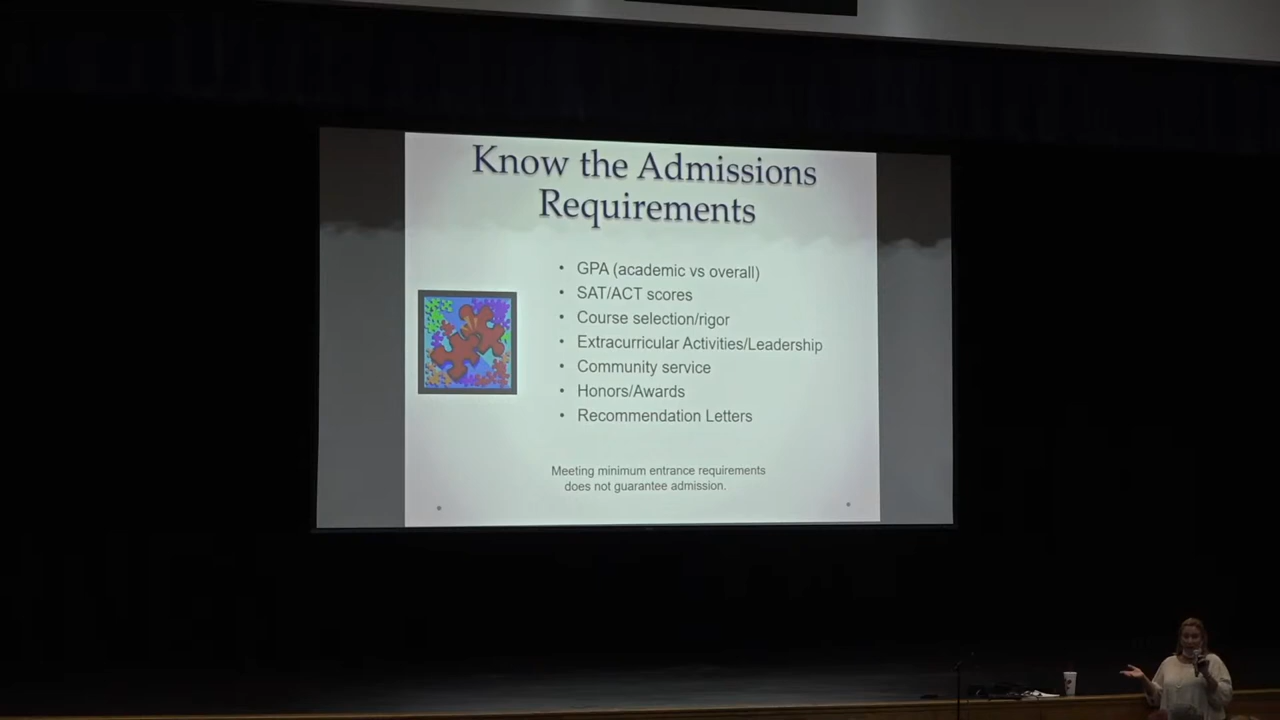 Know the Admissions
Requirements
• GPA (academic vs overall)
• SAT/ACT scores
• Course selection/rigor
• Extracurricular Activities/Leadership
• Community service
• Honors/Awards
• Recommendation Letters
Meeting minimum entrance requirements
does not guarantee admission.